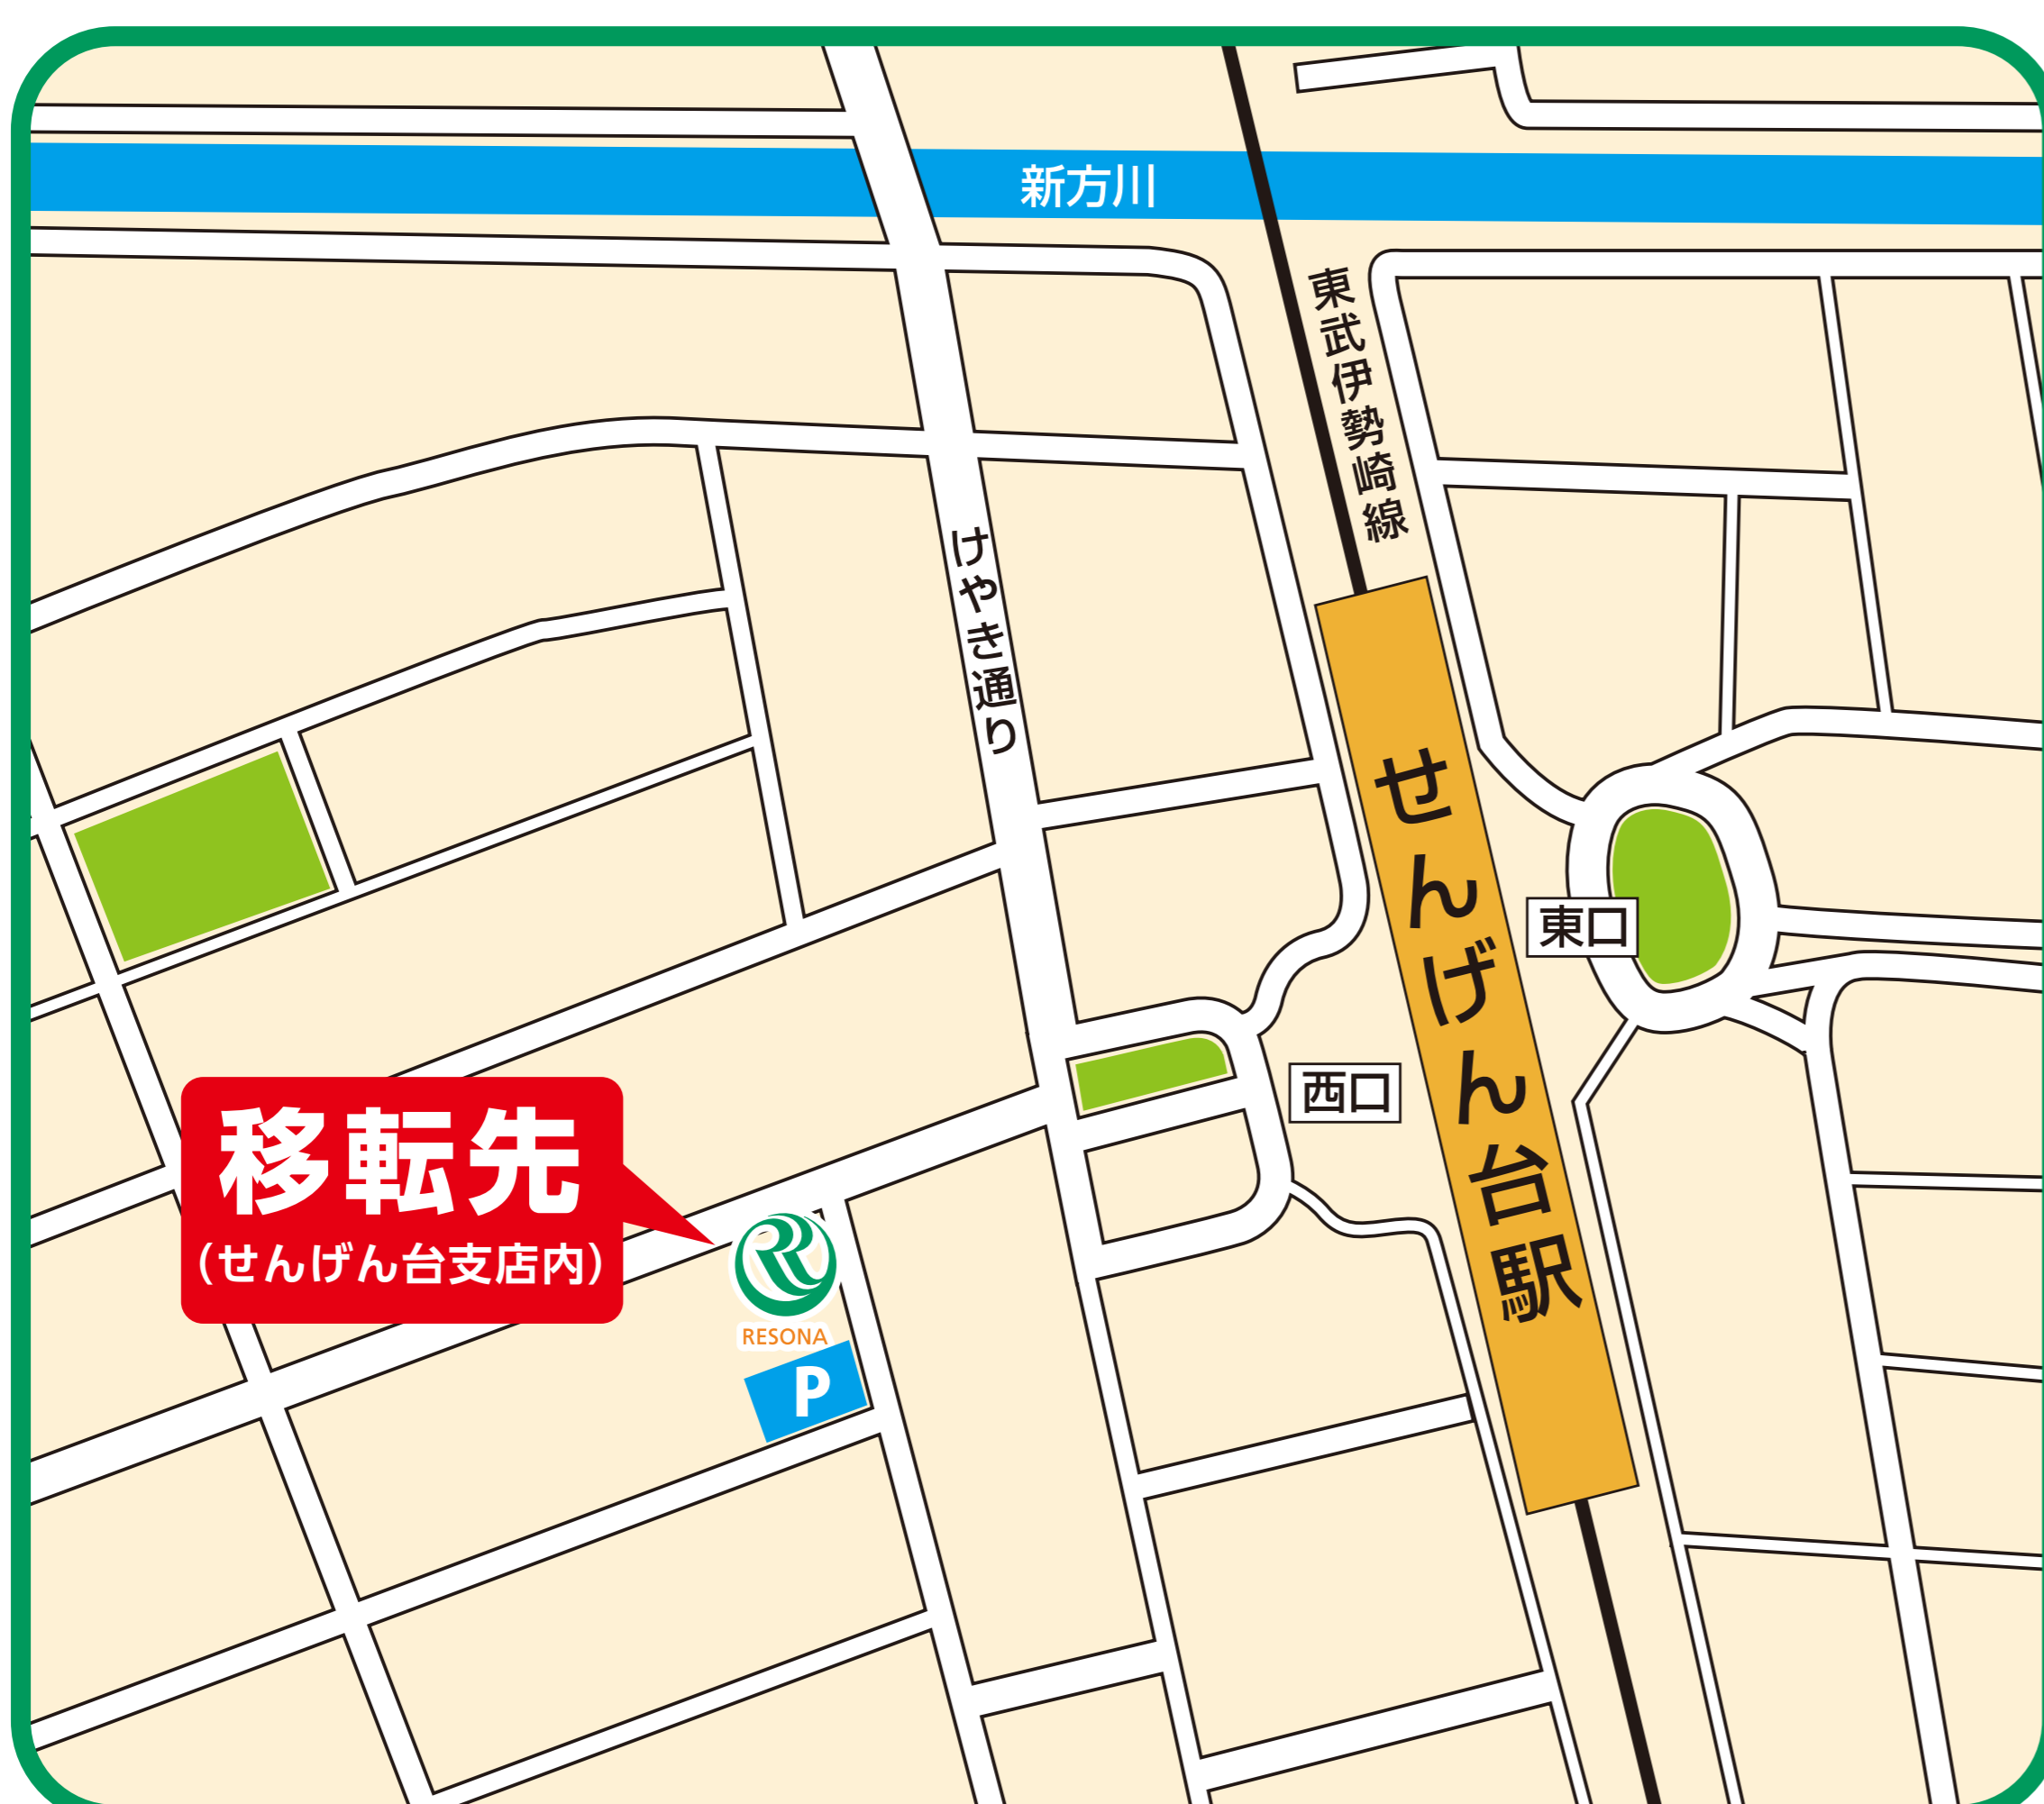 新方川
東武伊勢崎線
けやき通り
せんげん台駅
東口
西口
移転先
(せんげん台支店内)
RESONA
P